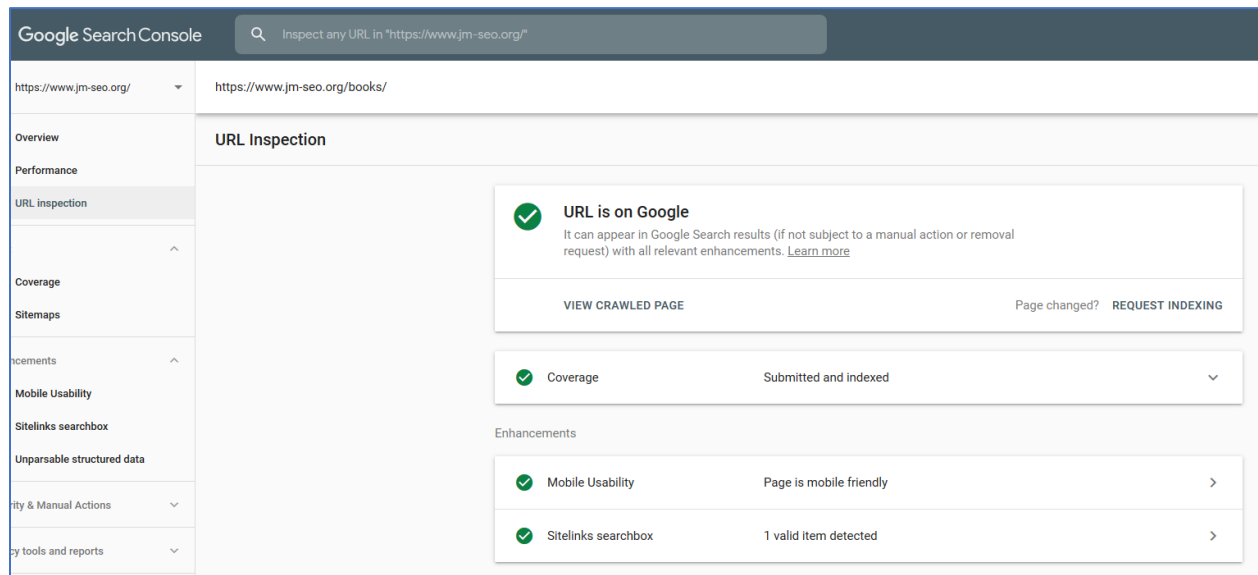 Google Search Console
Inspect any URL in "https://www.jm-seo.org/"
https://www.jm-seo.org/
https://www.jm-seo.org/books/
Overview
Performance
URL inspection
Coverage
Sitemaps
ncements
Mobile Usability
Sitelinks searchbox
Unparsable structured data
rity & Manual Actions
cy tools and reports
URL Inspection
URL is on Google
It can appear in Google Search results (if not subject to a manual action or removal
request) with all relevant enhancements. Learn more
VIEW CRAWLED PAGE
Page changed? REQUEST INDEXING
Coverage Submitted and indexed
Enhancements
Mobile Usability Page is mobile friendly
Sitelinks searchbox 1 valid item detected